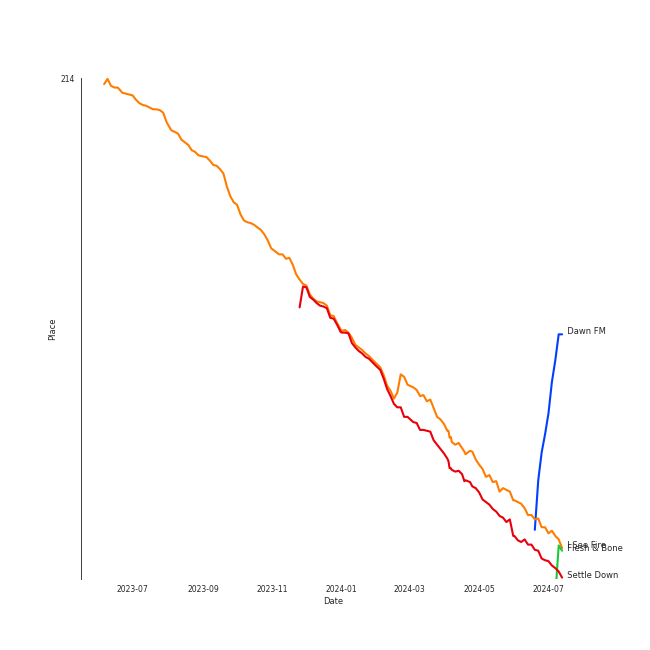 214
Place
Dawn FM
I See Fire
Flesh & Bone
Settle Down
2023-07
2023-09
2023-11
2024-01
2024-03
2024-05
2024-07
Date